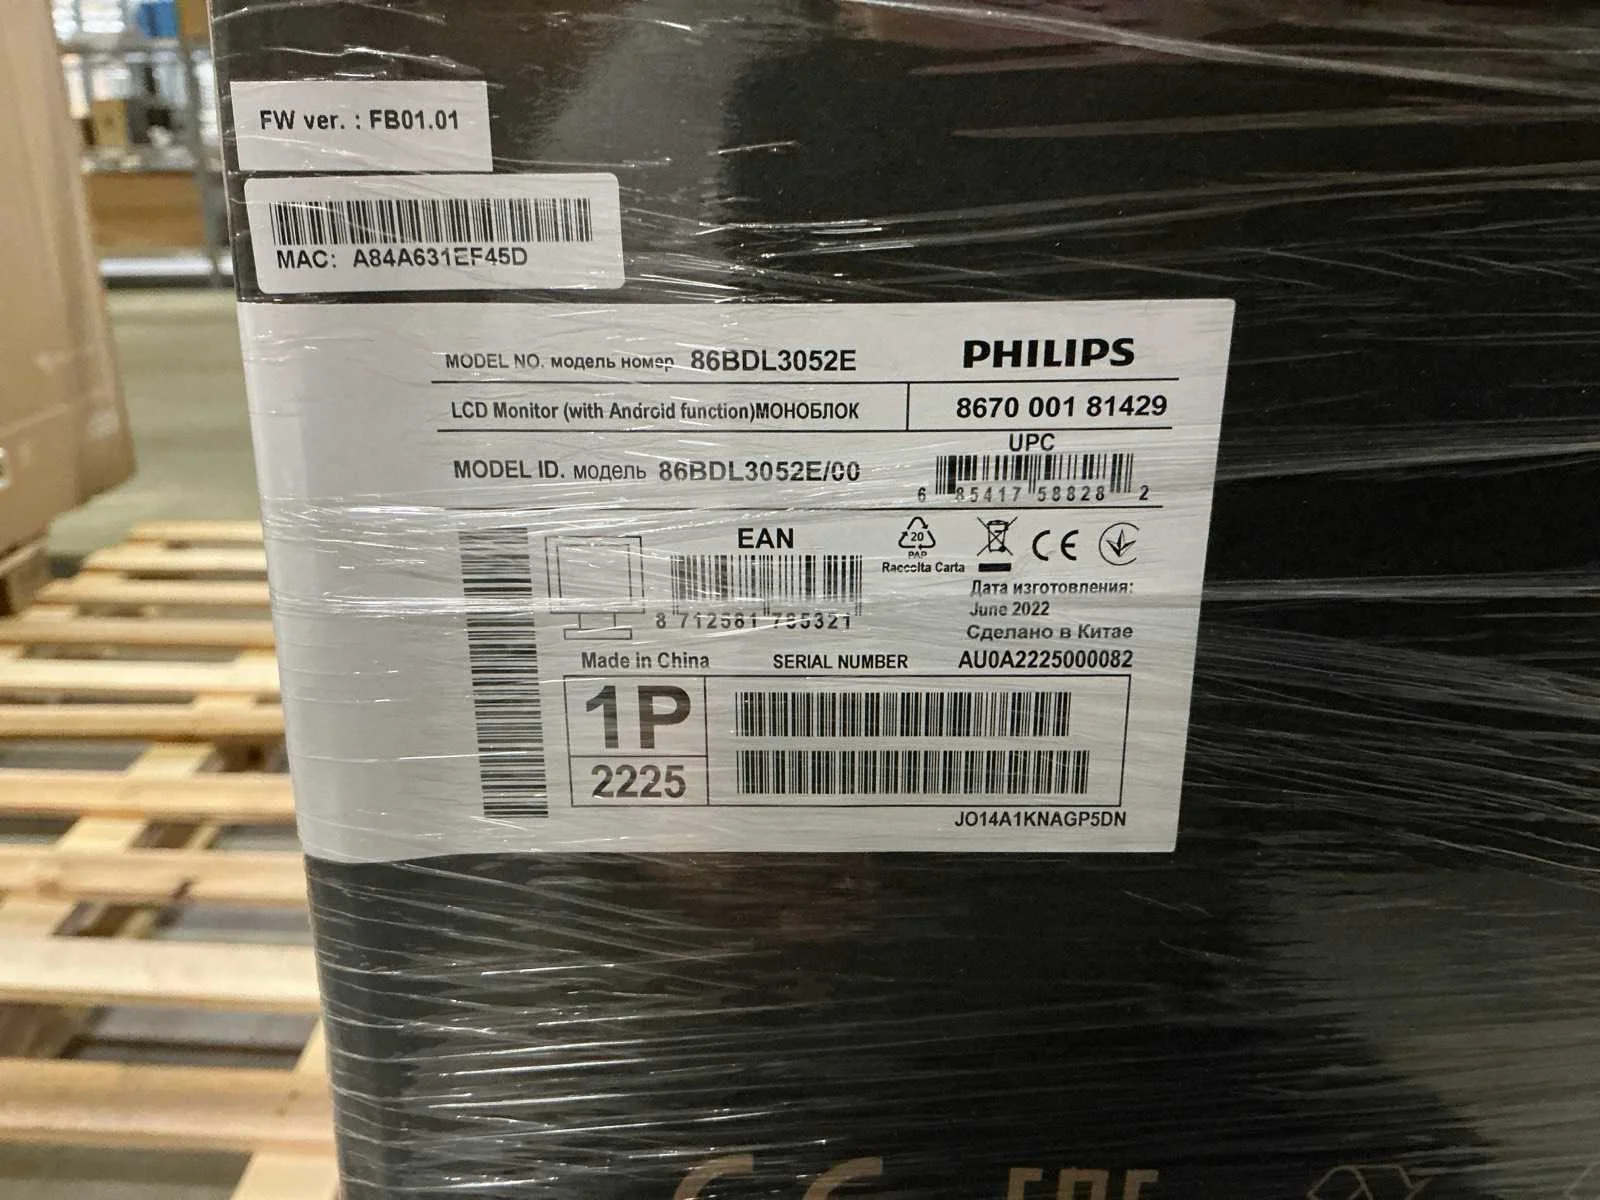 FW ver. : FB01.01
MAC: A84A631EF45D
MODEL NO. модель номер 86BDL3052E
PHILIPS
LCD Monitor (with Android function)МОНОБЛОК
8670 001 81429
UPC
MODEL ID. модель 86BDL3052E/00
6 85417 58828 2
EAN
20
PAP
Raccolta Carta
CE
Дата изготовления:
June 2022
8 712581 785321
Сделано в Китае
Made in China
SERIAL NUMBER
AU0A2225000082
1P
2225
JO14A1KNAGP5DN